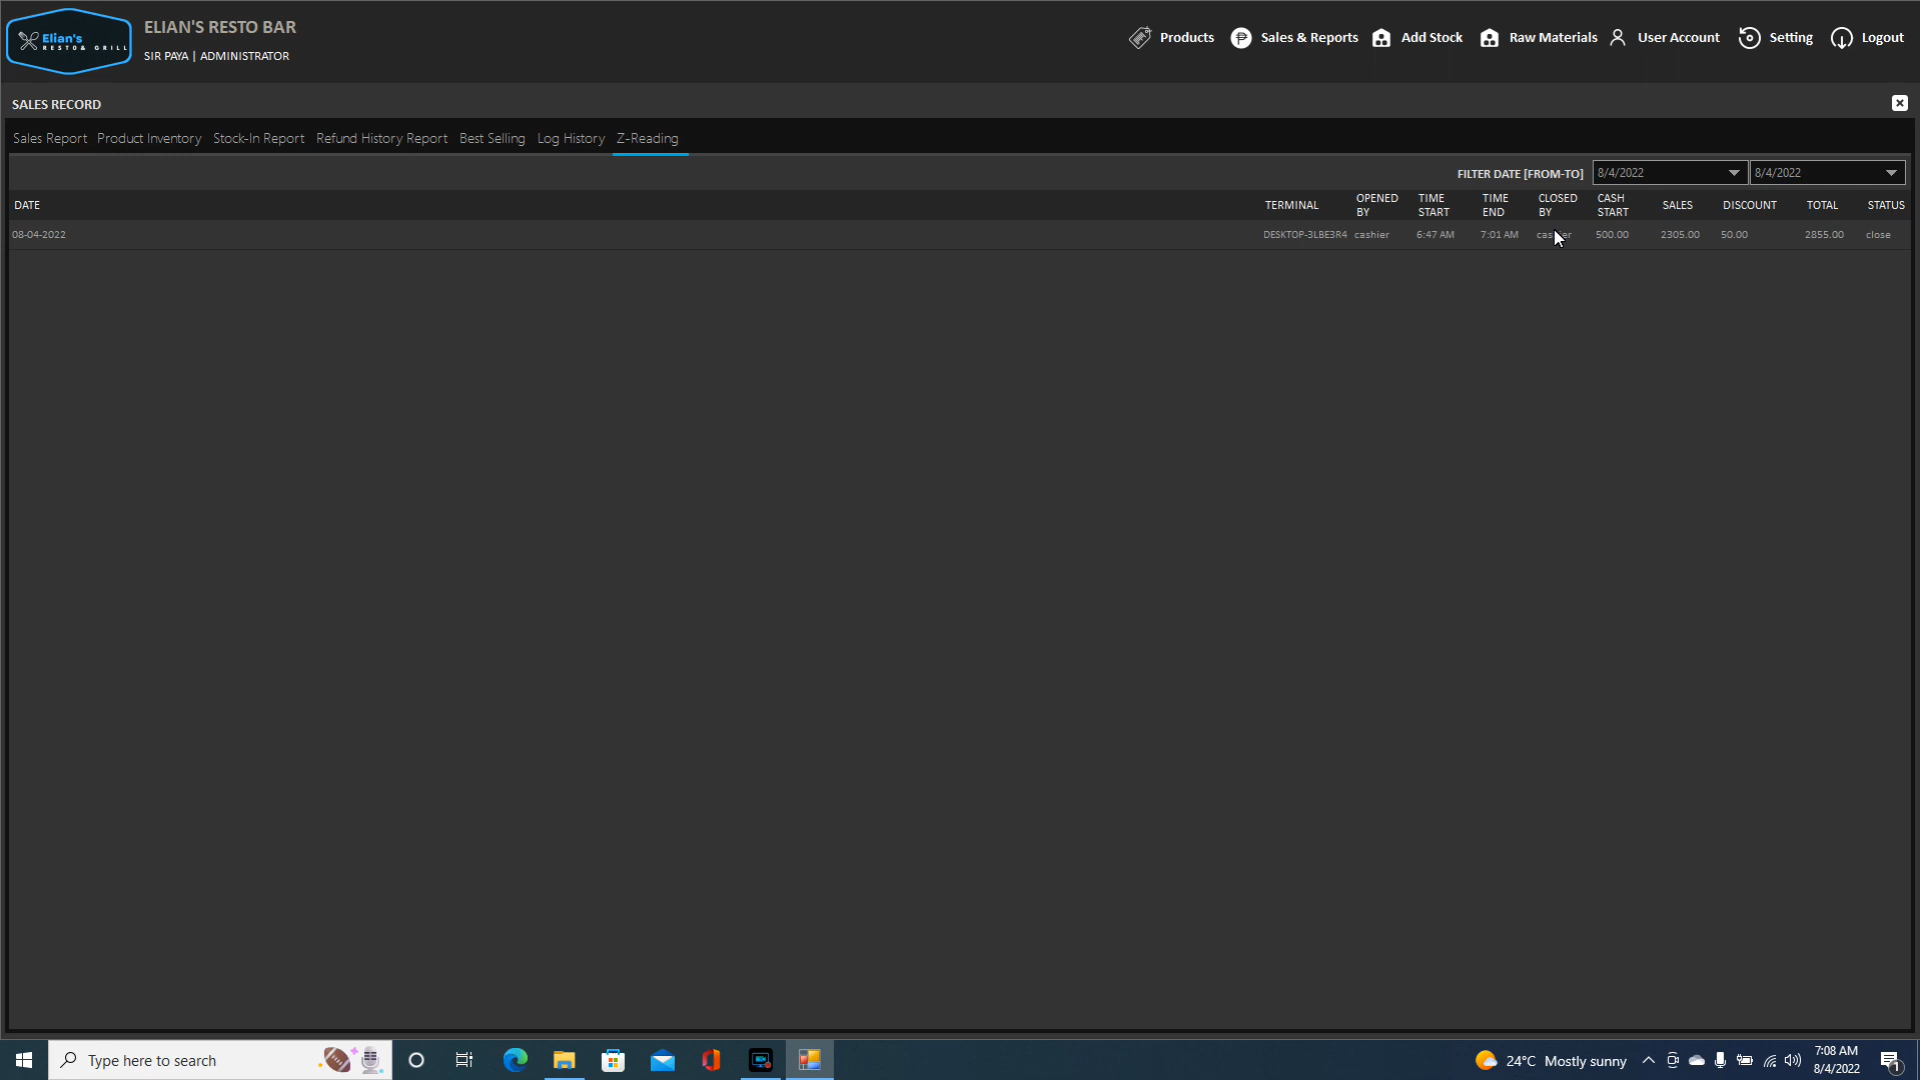 Elian's
RESTO & GRILL
ELIAN'S RESTO BAR
SIR PAYA | ADMINISTRATOR
Products
Sales & Reports
Add Stock
Raw Materials
User Account
Setting
Logout
SALES RECORD
Sales Report Product Inventory Stock-In Report Refund History Report Best Selling Log History Z-Reading
FILTER DATE [FROM-TO] 8/4/2022 8/4/2022
DATE TERMINAL OPENED BY TIME START TIME END CLOSED BY CASH START SALES DISCOUNT TOTAL STATUS
08-04-2022 DESKTOP-3LBE3R4 cashier 6:47 AM 7:01 AM cashier 500.00 2305.00 50.00 2855.00 close
Type here to search
24°C Mostly sunny
7:08 AM
8/4/2022
1